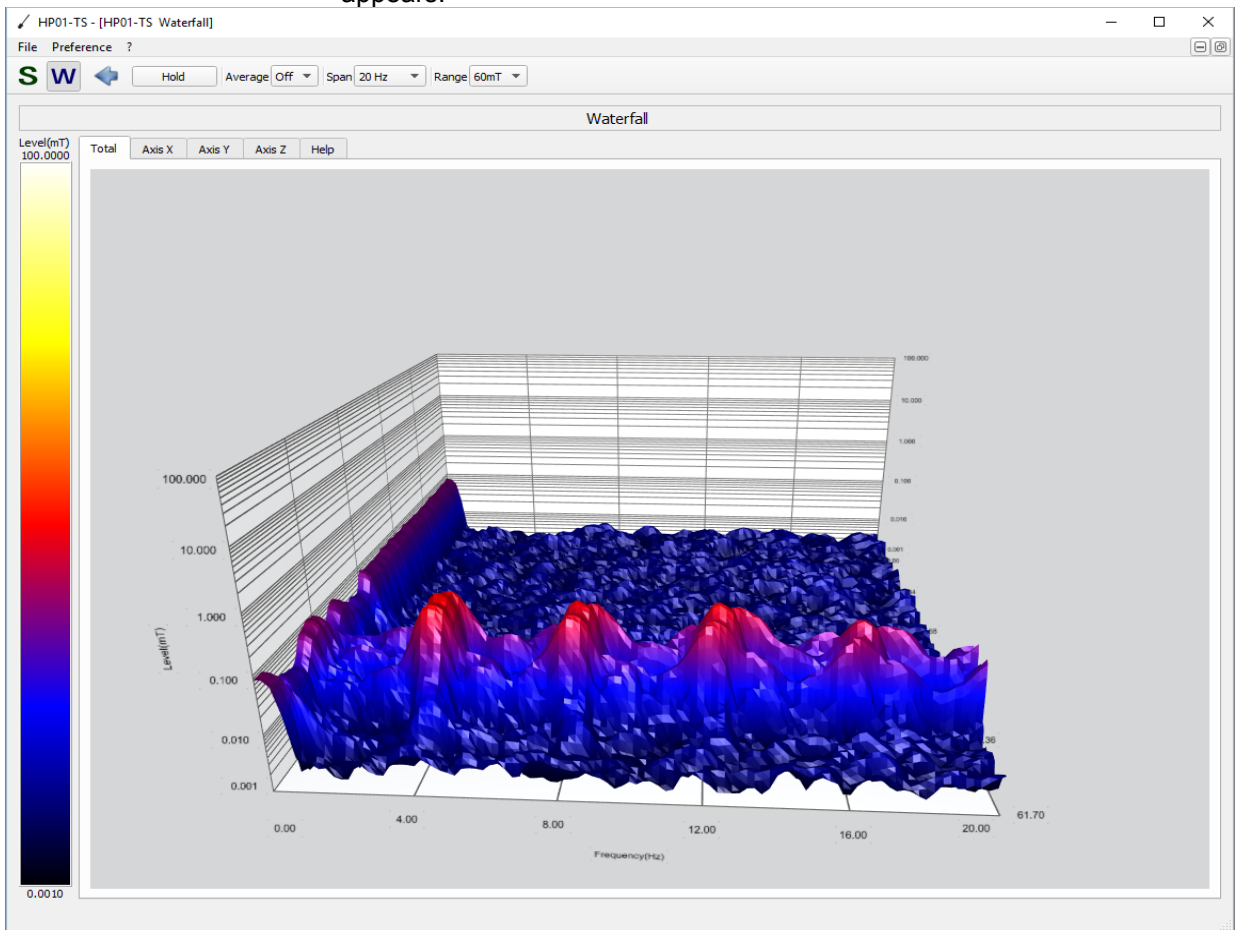 appears.
HP01-TS - [HP01-TS Waterfall]
File Preference ?
S W Hold Average Off Span 20 Hz Range 60mT
Waterfall
Level(mT)
100.0000
Total Axis X Axis Y Axis Z Help
100.000
10.000
1.000
0.100
0.010
0.001
Level(mT)
100.000
10.000
1.000
0.100
0.010
0.001
36
61.70
0.00 4.00 8.00 12.00 16.00 20.00
Frequency(Hz)
0.0010